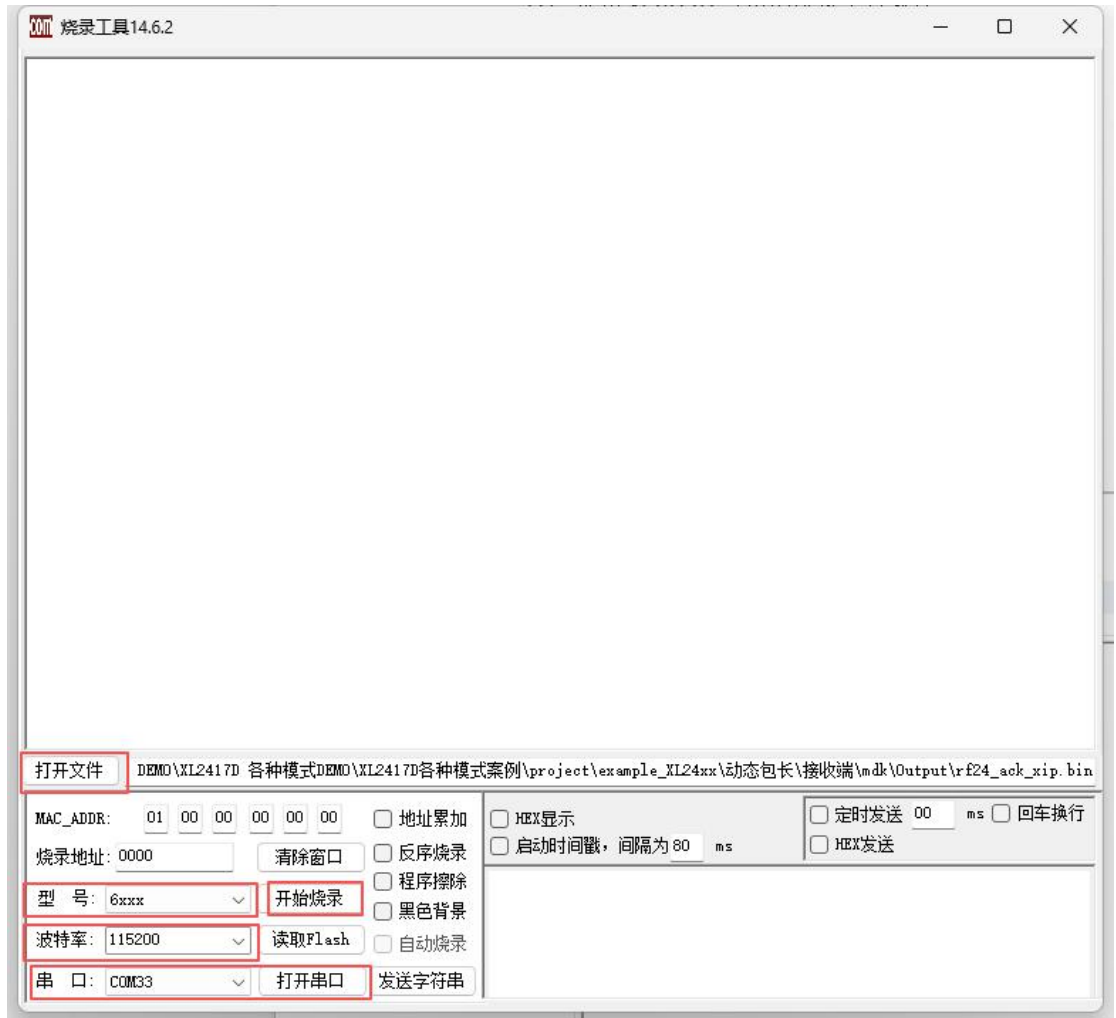 烧录工具14.6.2
打开文件 DEMO\XL2417D 各种模式DEMO\XL2417D各种模式案例\project\example_XL24xx\动态包长\接收端\mdk\Output\rf24_ack_xip.bin
MAC_ADDR: 01 00 00 00 00 00 地址累加
烧录地址: 0000 清除窗口 反序烧录
程序擦除
型 号: 6xxx 开始烧录
黑色背景
波特率: 115200 读取Flash 自动烧录
串 口: COM33 打开串口 发送字符串
HEX显示
启动时间戳，间隔为 80 ms
定时发送 00 ms 回车换行
HEX发送